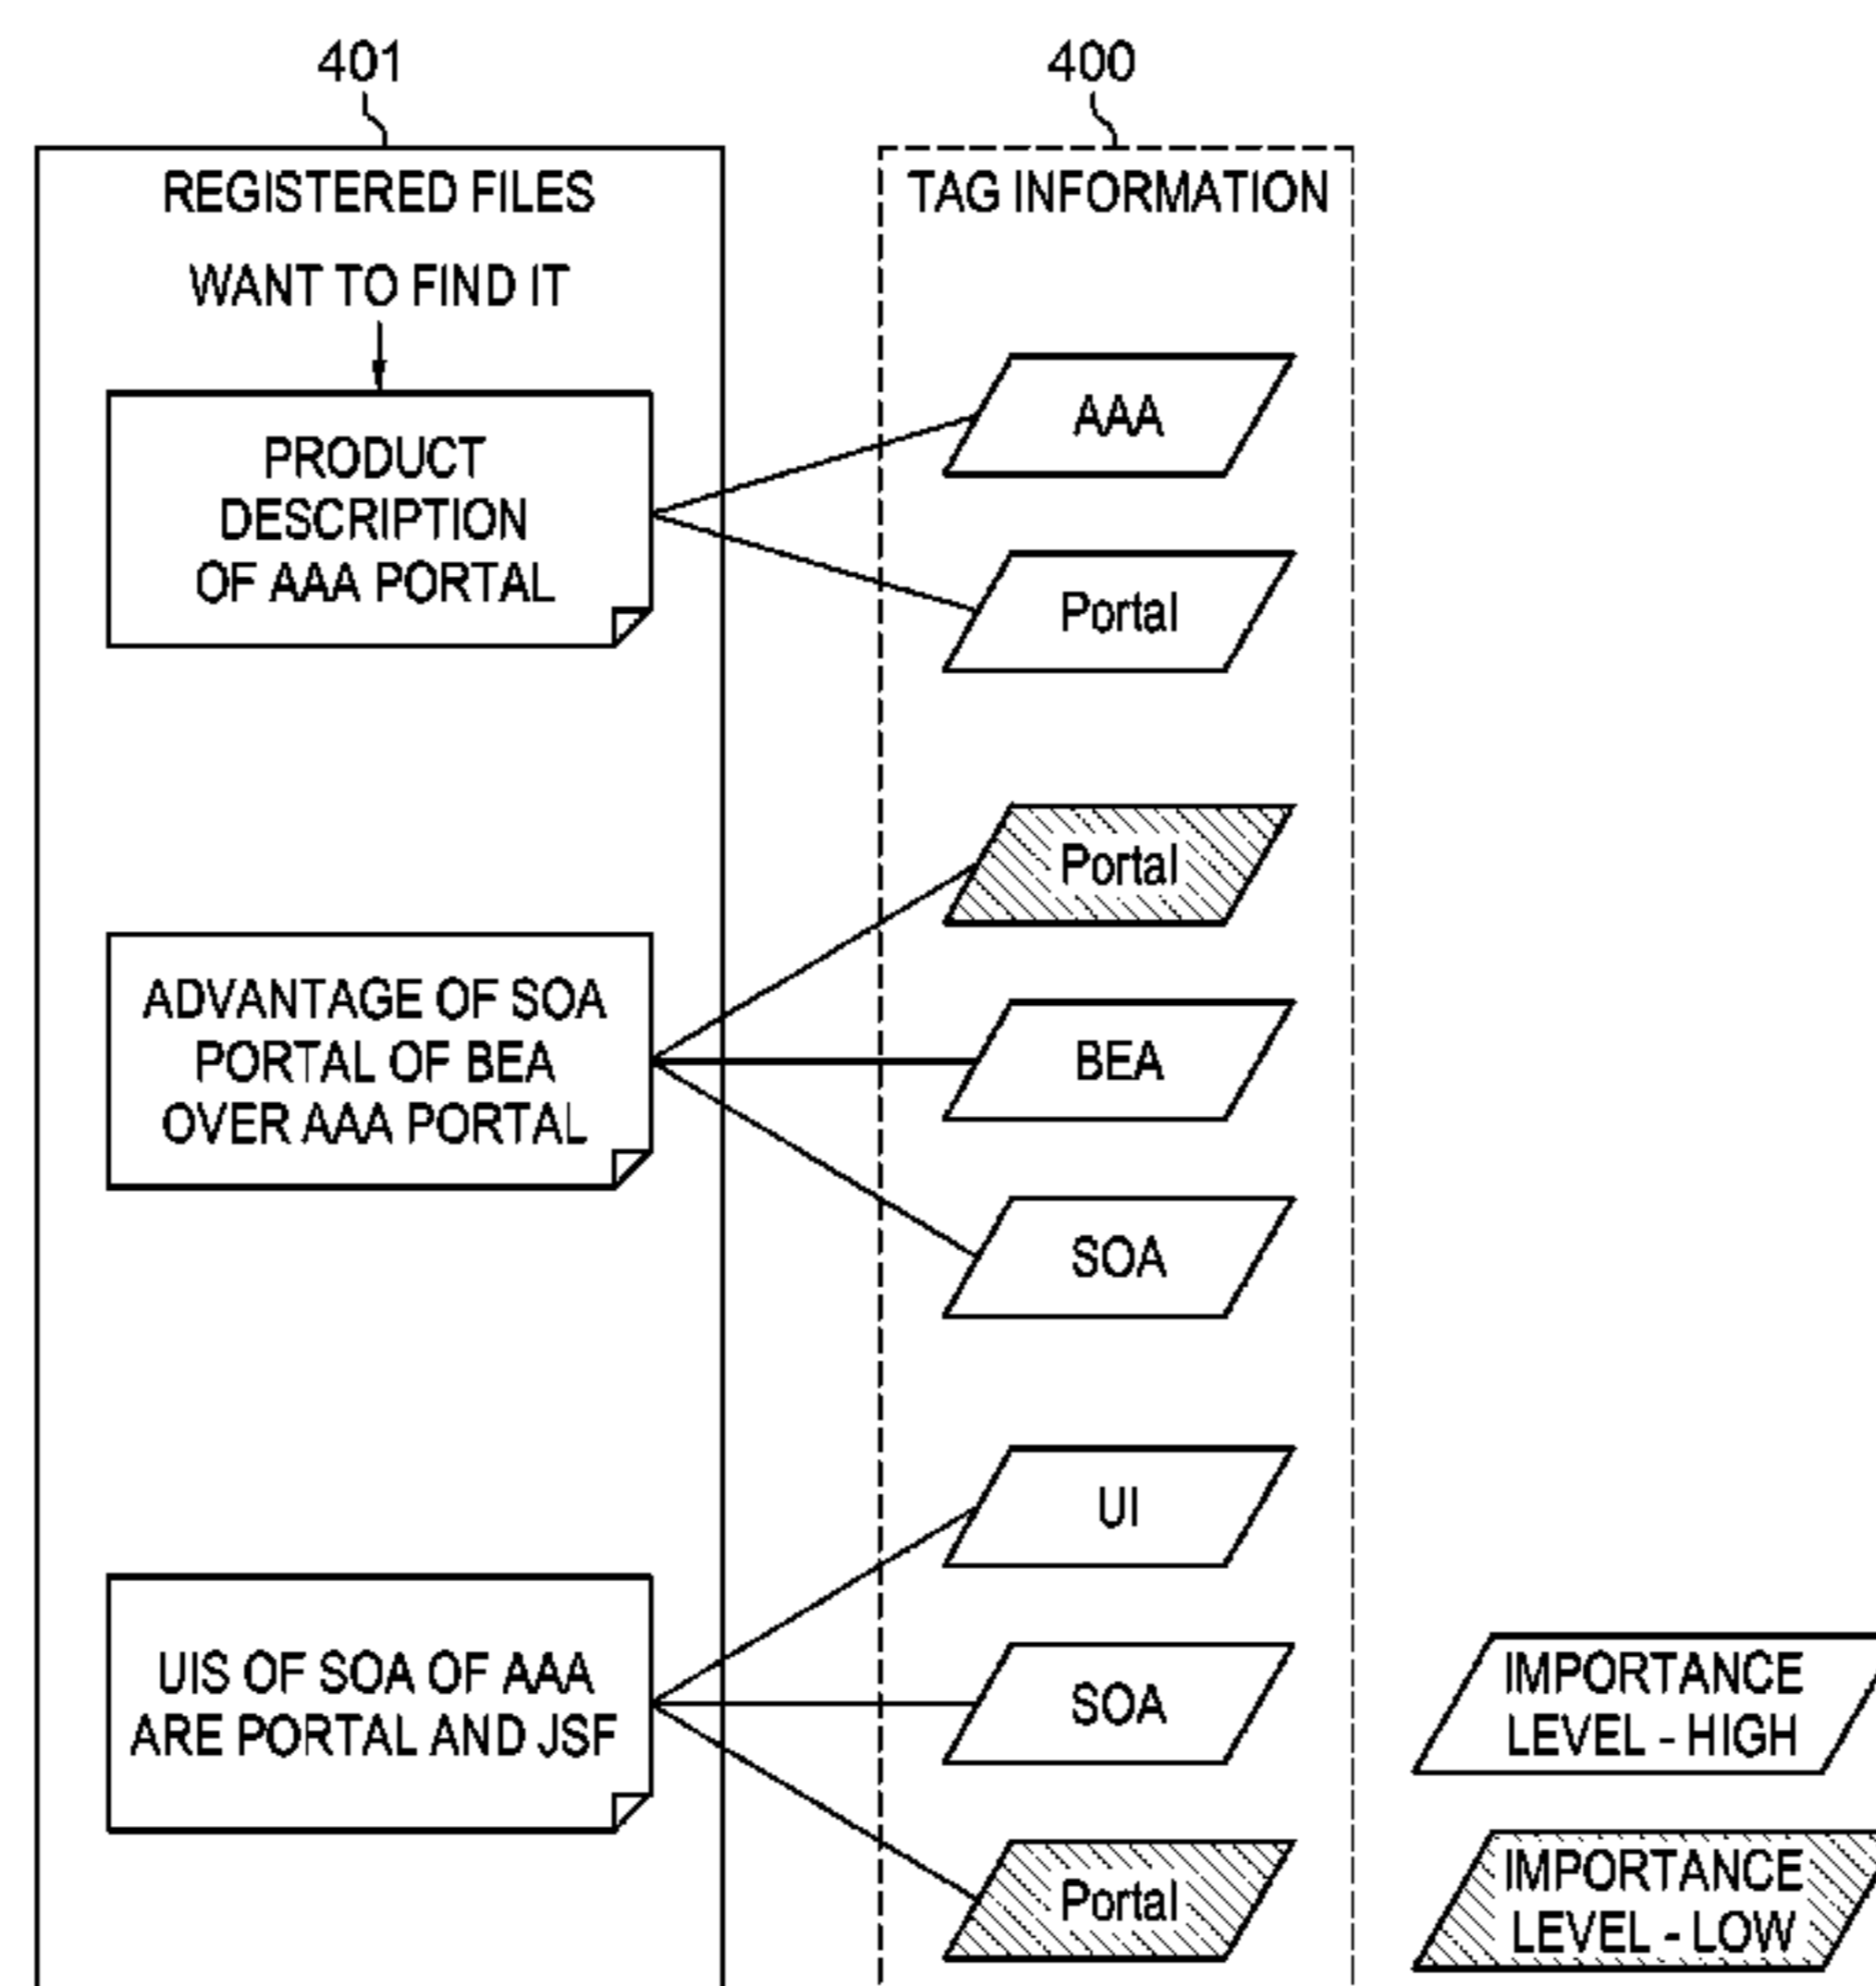 401
400
REGISTERED FILES
TAG INFORMATION
WANT TO FIND IT
PRODUCT
DESCRIPTION
OF AAA PORTAL
AAA
Portal
ADVANTAGE OF SOA
PORTAL OF BEA
OVER AAA PORTAL
Portal
BEA
SOA
UIS OF SOA OF AAA
ARE PORTAL AND JSF
UI
SOA
Portal
IMPORTANCE
LEVEL - HIGH
IMPORTANCE
LEVEL - LOW